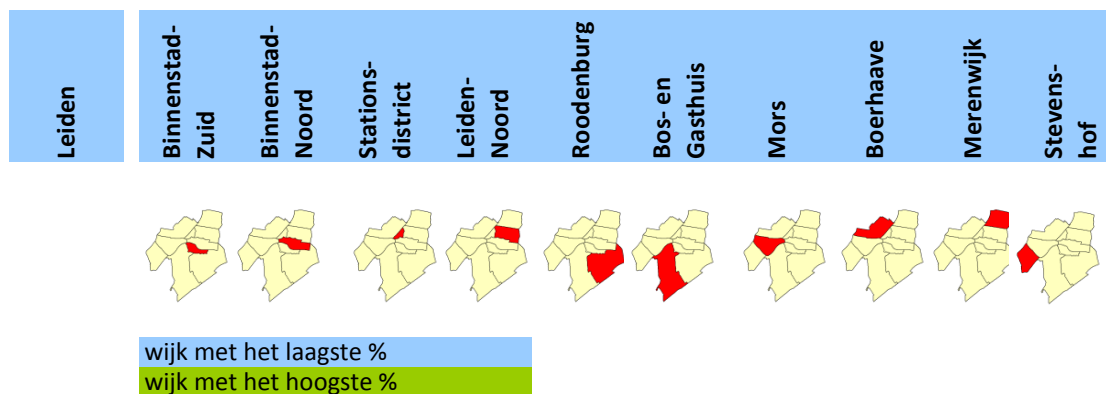 Leiden
Binnenstad-
Zuid
Binnenstad-
Noord
Stations-
district
Leiden-
Noord
Roodenburg
Bos- en
Gasthuis
Mors
Boerhaave
Merenwijk
Stevens-
hof
wijk met het laagste %
wijk met het hoogste %